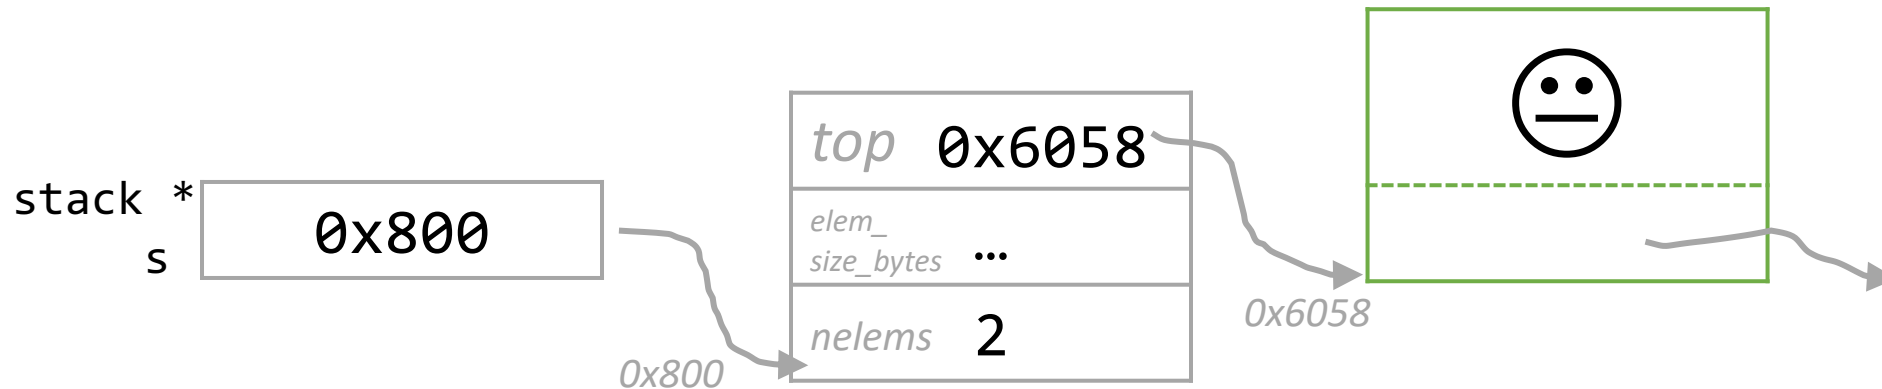 stack *
s
0x800
0x800
top 0x6058
elem_
size_bytes ...
nelems 2
0x6058